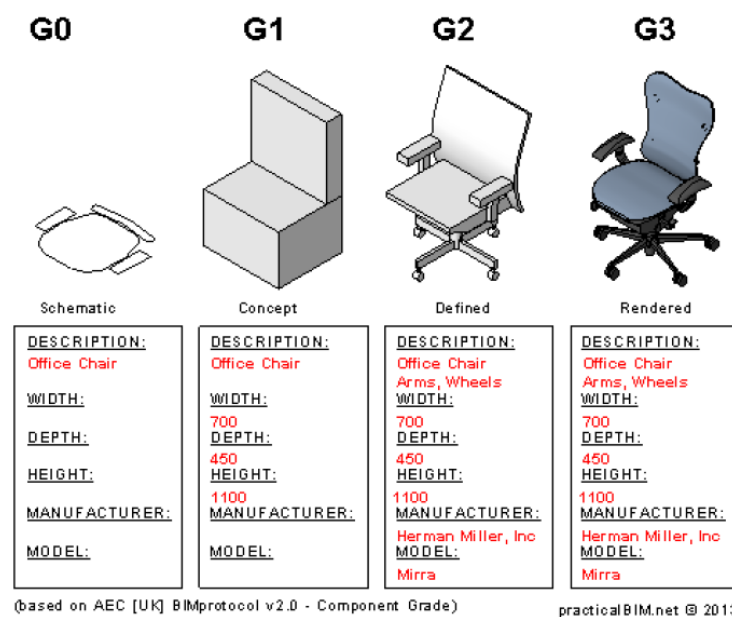 G0 G1 G2 G3
Schematic Concept Defined Rendered
DESCRIPTION:
Office Chair
WIDTH:
DEPTH:
HEIGHT:
MANUFACTURER:
MODEL:
DESCRIPTION:
Office Chair
WIDTH:
700
DEPTH:
450
HEIGHT:
1100
MANUFACTURER:
MODEL:
DESCRIPTION:
Office Chair
Arms, Wheels
WIDTH:
700
DEPTH:
450
HEIGHT:
1100
MANUFACTURER:
Herman Miller, Inc
MODEL:
Mirra
DESCRIPTION:
Office Chair
Arms, Wheels
WIDTH:
700
DEPTH:
450
HEIGHT:
1100
MANUFACTURER:
Herman Miller, Inc
MODEL:
Mirra
(based on AEC [UK] BIMprotocol v2.0 - Component Grade) practicalBIM.net @ 2013